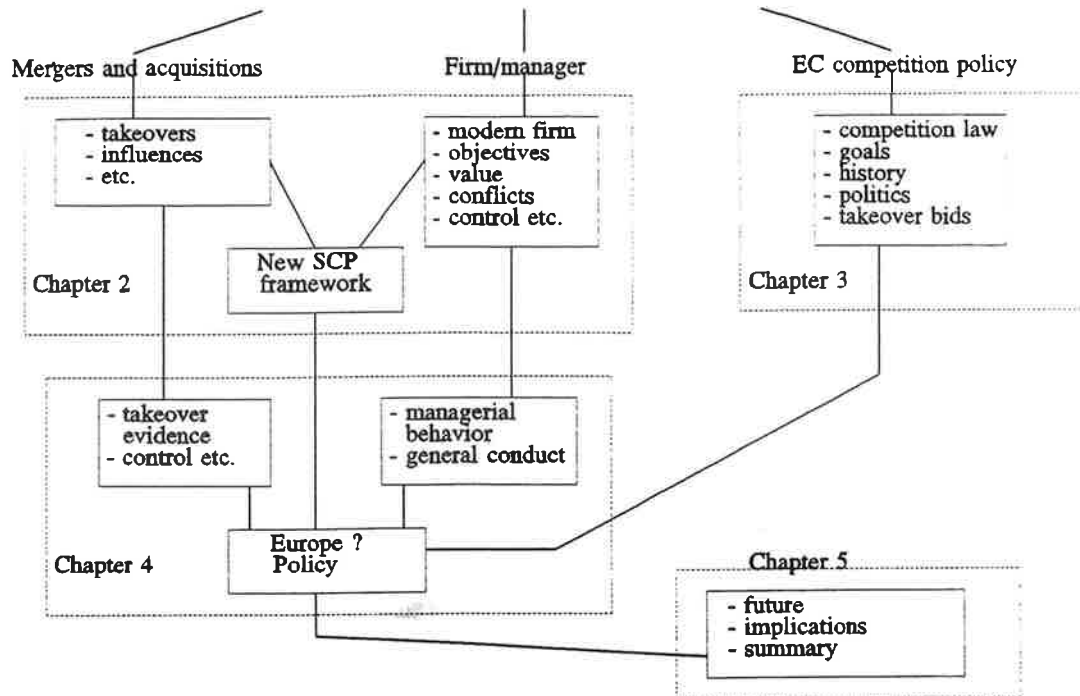 Mergers and acquisitions
Firm/manager
EC competition policy
- takeovers
- influences
- etc.
- modern firm
- objectives
- value
- conflicts
- control etc.
- competition law
- goals
- history
- politics
- takeover bids
New SCP
framework
Chapter 2
Chapter 3
- takeover
evidence
- control etc.
- managerial
behavior
- general conduct
Europe ?
Policy
Chapter 4
Chapter 5
- future
- implications
- summary